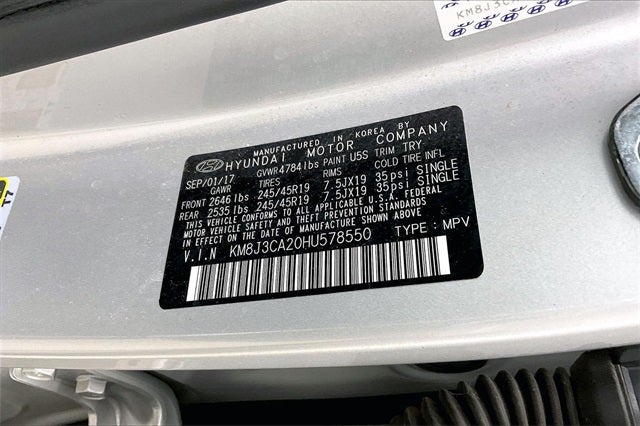 KM8J3C
MANUFACTURED IN KOREA BY
HYUNDAI MOTOR COMPANY
SEP/01/17 GVWR 4784 lbs PAINT U5S TRIM TRY
GAWR TIRES RIMS COLD TIRE INFL
FRONT 2646 lbs 245/45R19 7.5JX19 35 psi SINGLE
REAR 2535 lbs 245/45R19 7.5JX19 35 psi SINGLE
THIS VEHICLE CONFORMS TO ALL APPLICABLE U.S.A. FEDERAL
MOTOR VEHICLE SAFETY, BUMPER, AND THEFT PREVENTION STANDARDS
IN EFFECT ON THE DATE OF MANUFACTURE SHOWN ABOVE.
V.I.N KM8J3CA20HU578550 TYPE : MPV